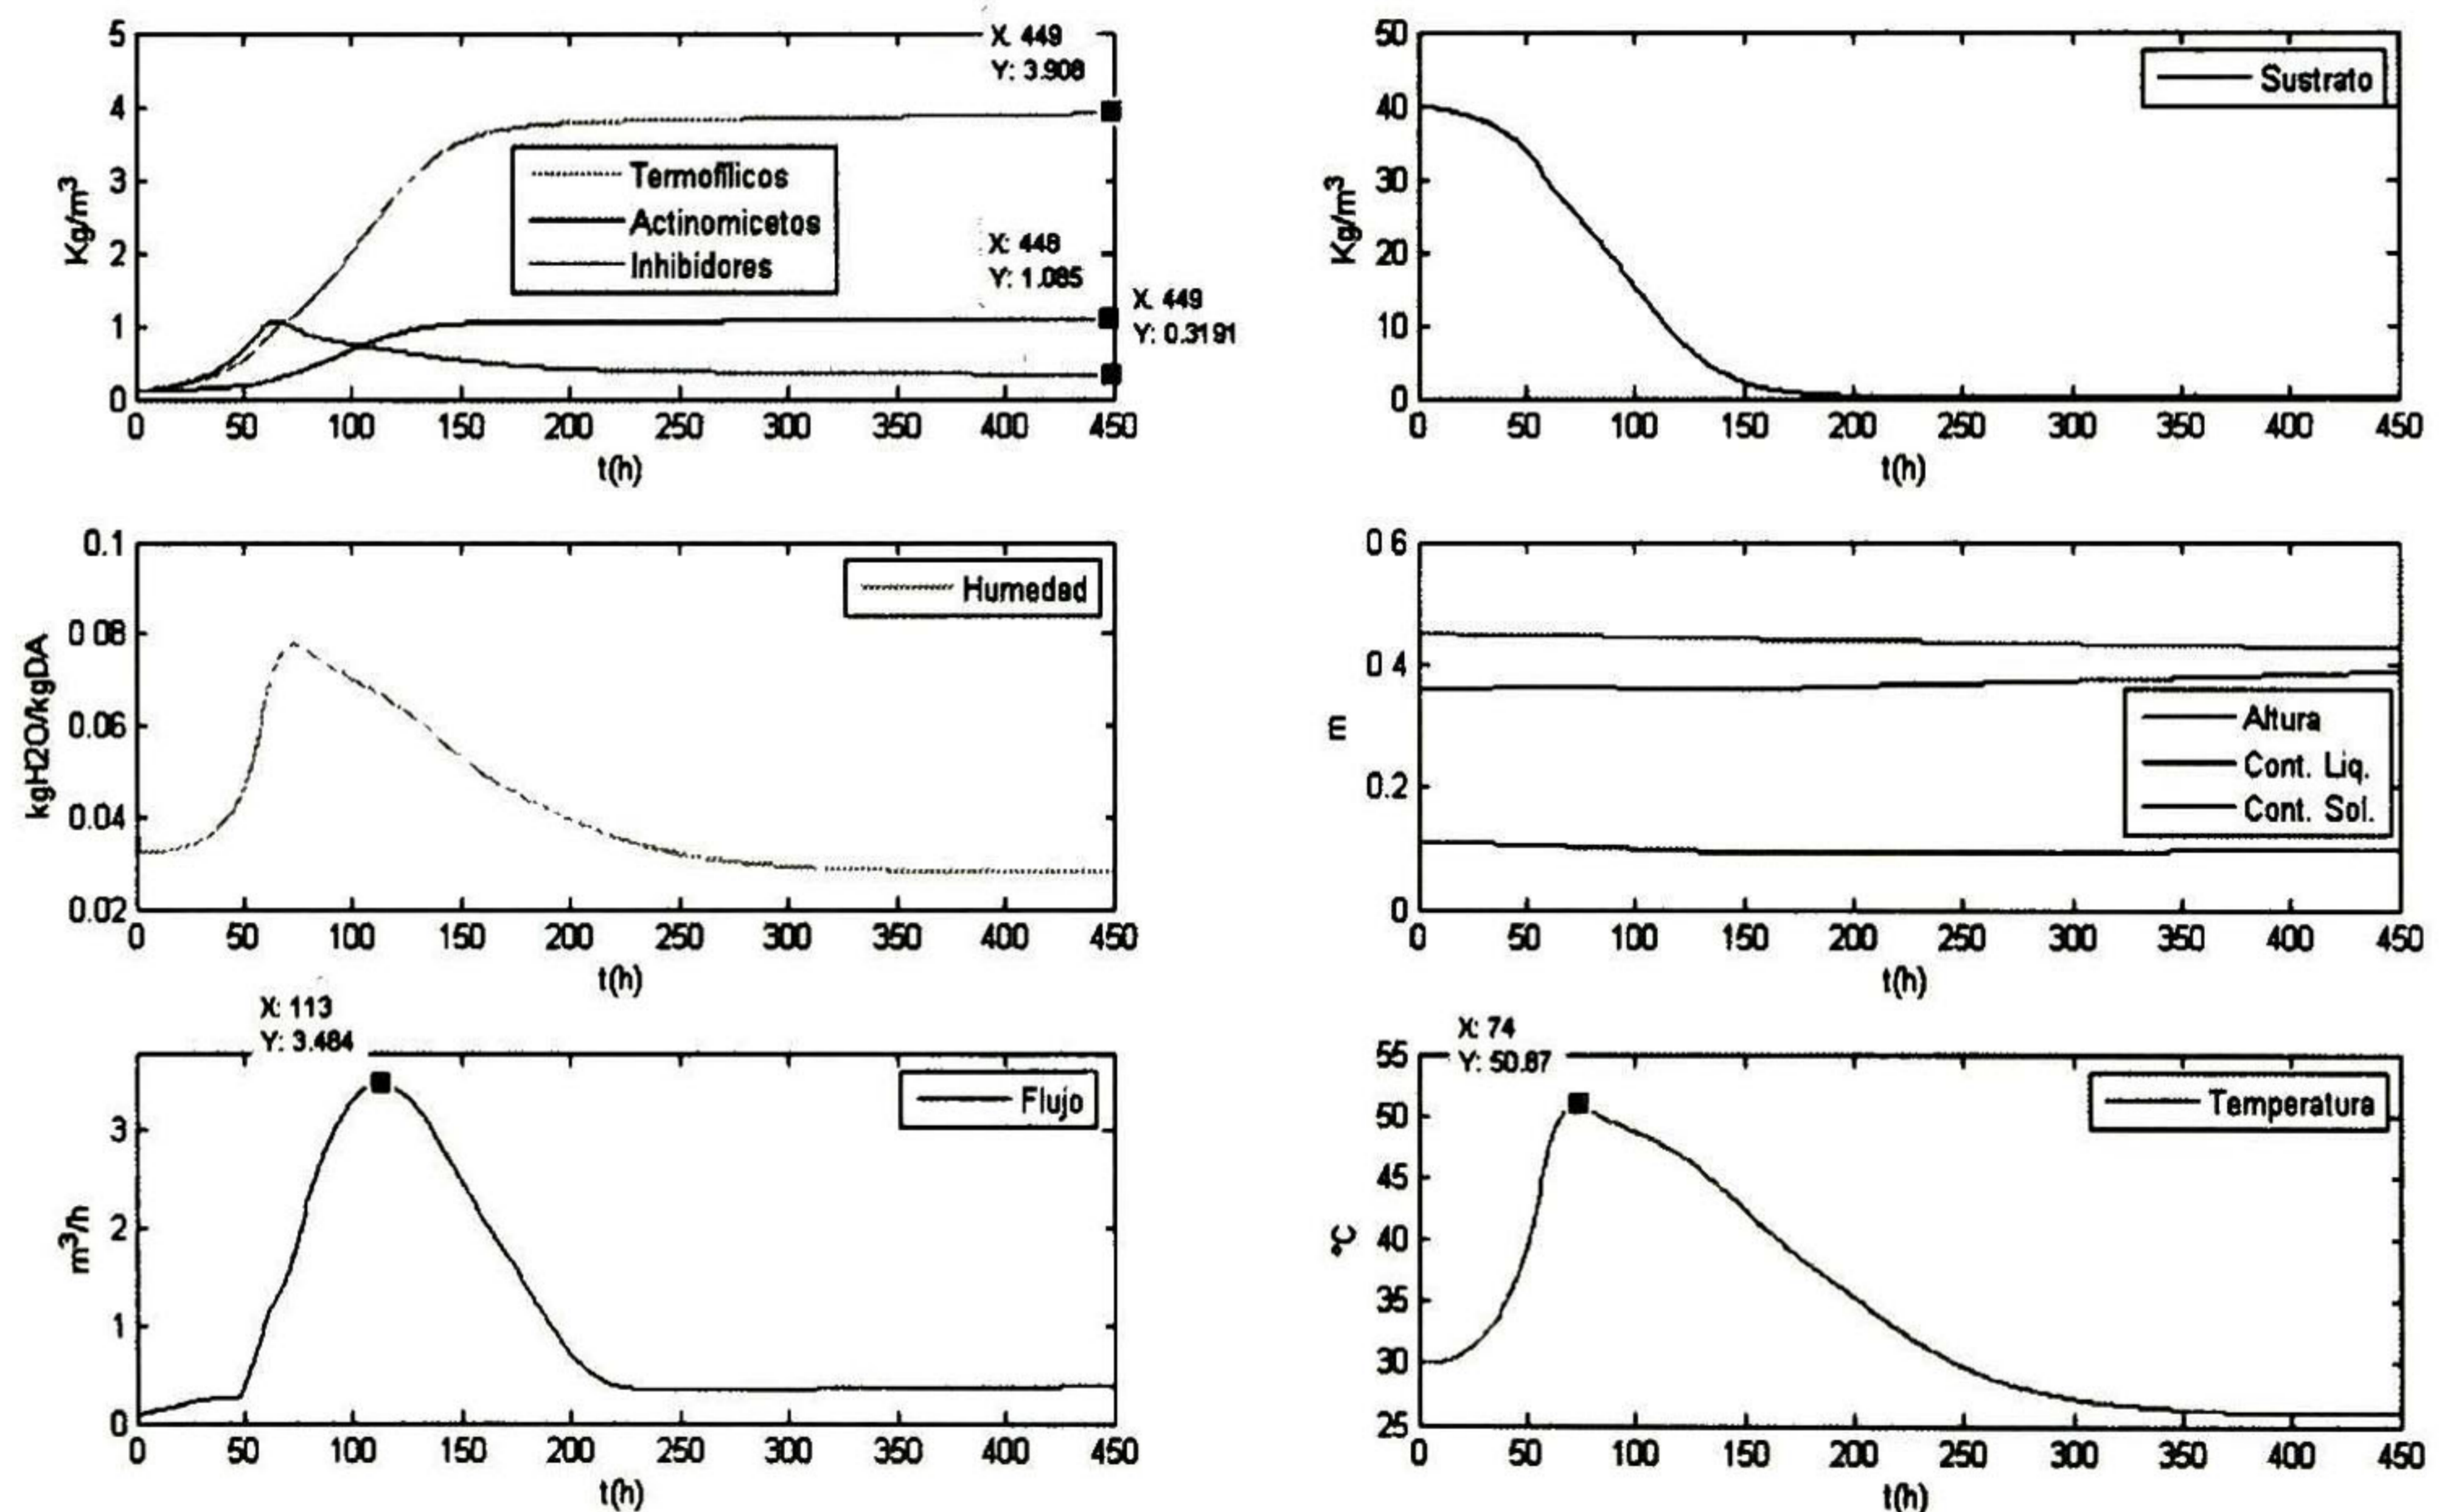 X: 449
Y: 3.908
5
4
3
2
1
0
Kg/m³
Termofílicos
Actinomicetos
Inhibidores
X: 448
Y: 1.085
X: 449
Y: 0.3191
0 50 100 150 200 250 300 350 400 450
t(h)
50
40
30
20
10
0
Kg/m³
Sustrato
0 50 100 150 200 250 300 350 400 450
t(h)
0.1
0.08
0.06
0.04
0.02
kgH2O/kgDA
Humedad
0 50 100 150 200 250 300 350 400 450
t(h)
0.6
0.4
0.2
0
m
Altura
Cont. Liq.
Cont. Sol.
0 50 100 150 200 250 300 350 400 450
t(h)
X: 113
Y: 3.484
3
2
1
0
m³/h
Flujo
0 50 100 150 200 250 300 350 400 450
t(h)
X: 74
Y: 50.87
55
50
45
40
35
30
25
°C
Temperatura
0 50 100 150 200 250 300 350 400 450
t(h)